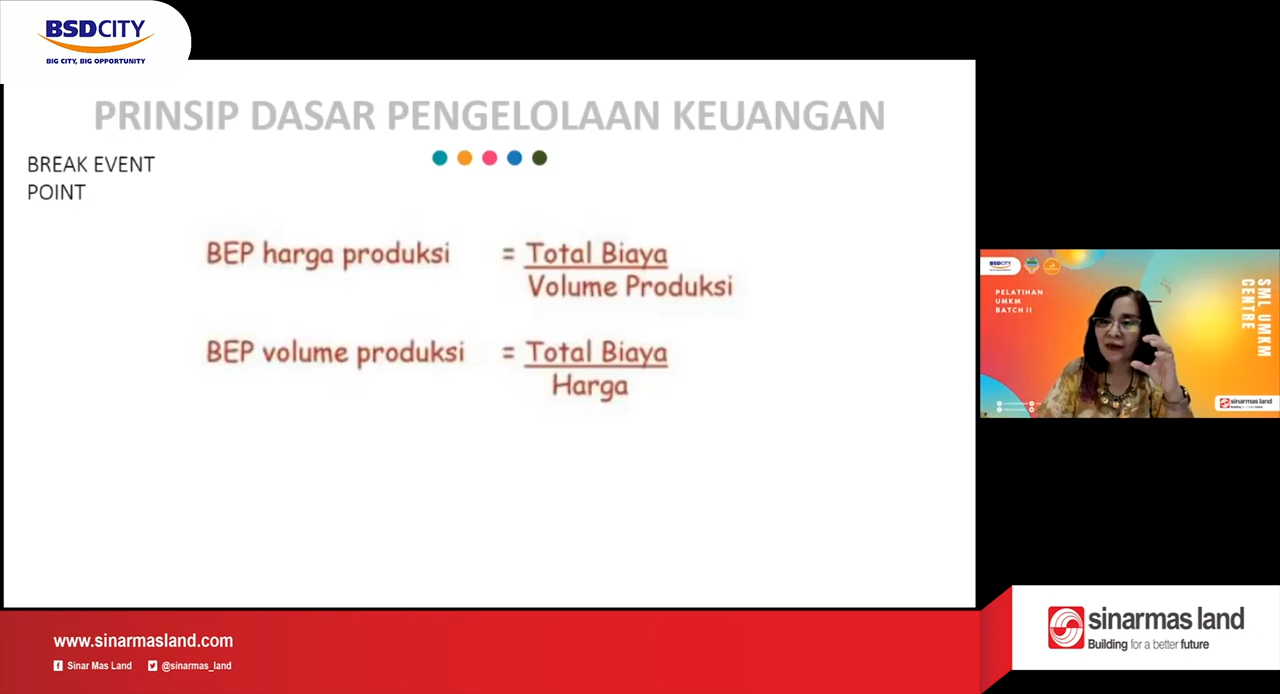 BSDCITY
BIG CITY, BIG OPPORTUNITY
PRINSIP DASAR PENGELOLAAN KEUANGAN
BREAK EVENT
POINT
BEP harga produksi = Total Biaya
Volume Produksi
BEP volume produksi = Total Biaya
Harga
BSDCITY
PELATIHAN
UMKM
BATCH II
SML UMKM
CENTRE
sinarmas land
www.sinarmasland.com
Sinar Mas Land @sinarmas_land
sinarmas land
Building for a better future